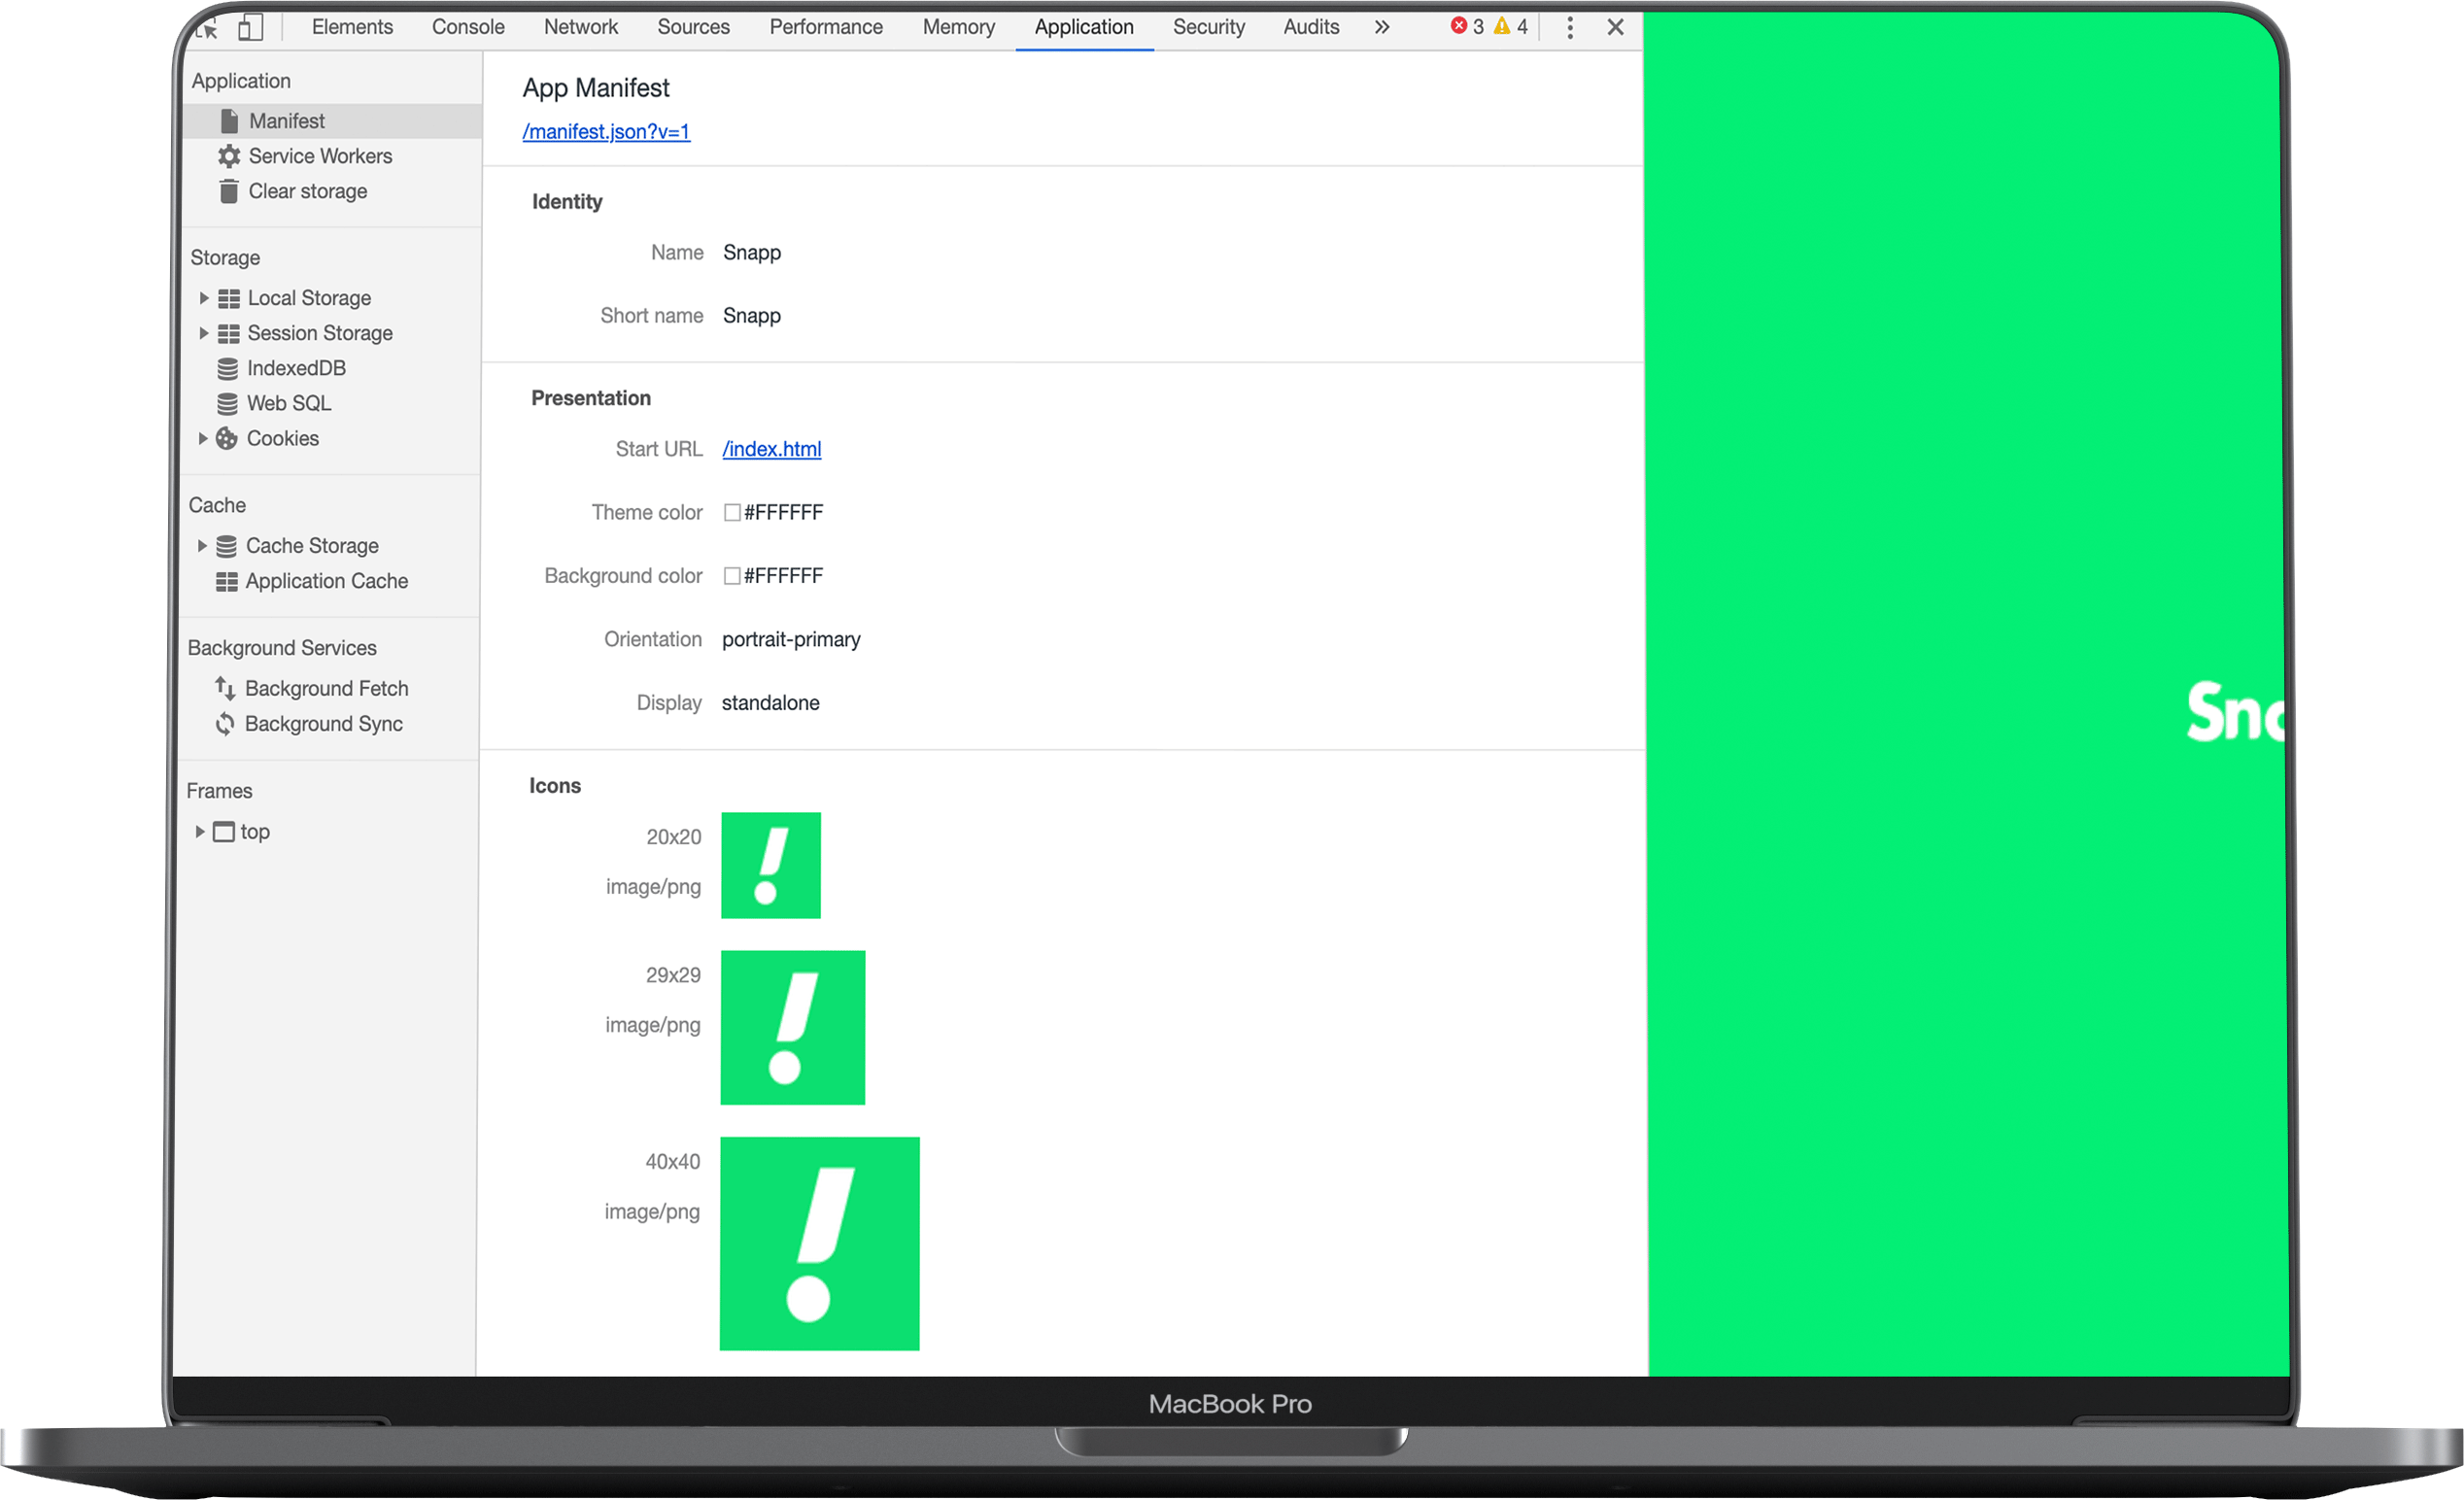 Elements Console Network Sources Performance Memory Application Security Audits » 3 4
Application
Manifest
Service Workers
Clear storage
Storage
Local Storage
Session Storage
IndexedDB
Web SQL
Cookies
Cache
Cache Storage
Application Cache
Background Services
Background Fetch
Background Sync
Frames
top
App Manifest
/manifest.json?v=1
Identity
Name Snapp
Short name Snapp
Presentation
Start URL /index.html
Theme color #FFFFFF
Background color #FFFFFF
Orientation portrait-primary
Display standalone
Icons
20x20
image/png
29x29
image/png
40x40
image/png
MacBook Pro